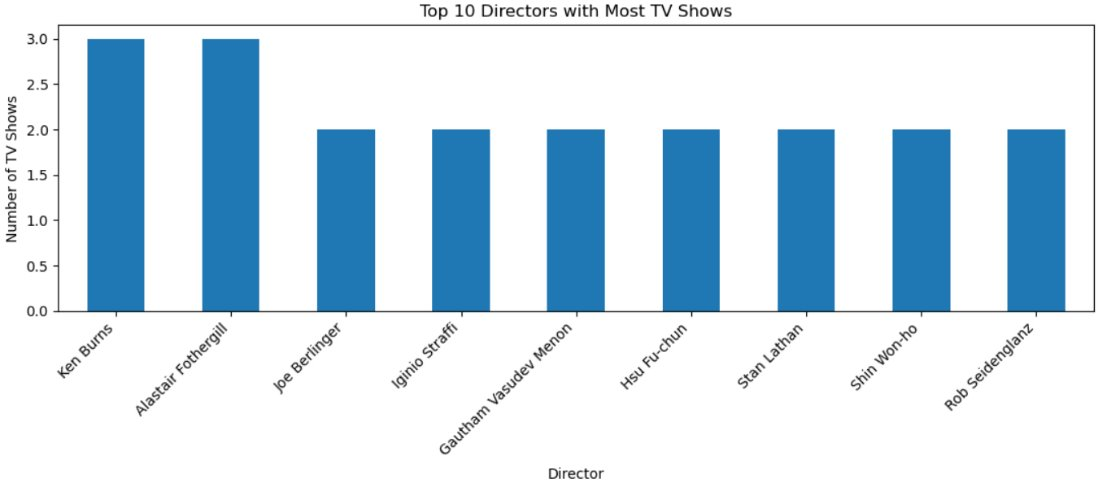 Top 10 Directors with Most TV Shows
Number of TV Shows
3.0
2.5
2.0
1.5
1.0
0.5
0.0
Ken Burns
Alastair Fothergill
Joe Berlinger
Iginio Straffi
Gautham Vasudev Menon
Hsu Fu-chun
Stan Lathan
Shin Won-ho
Rob Seidenglanz
Director